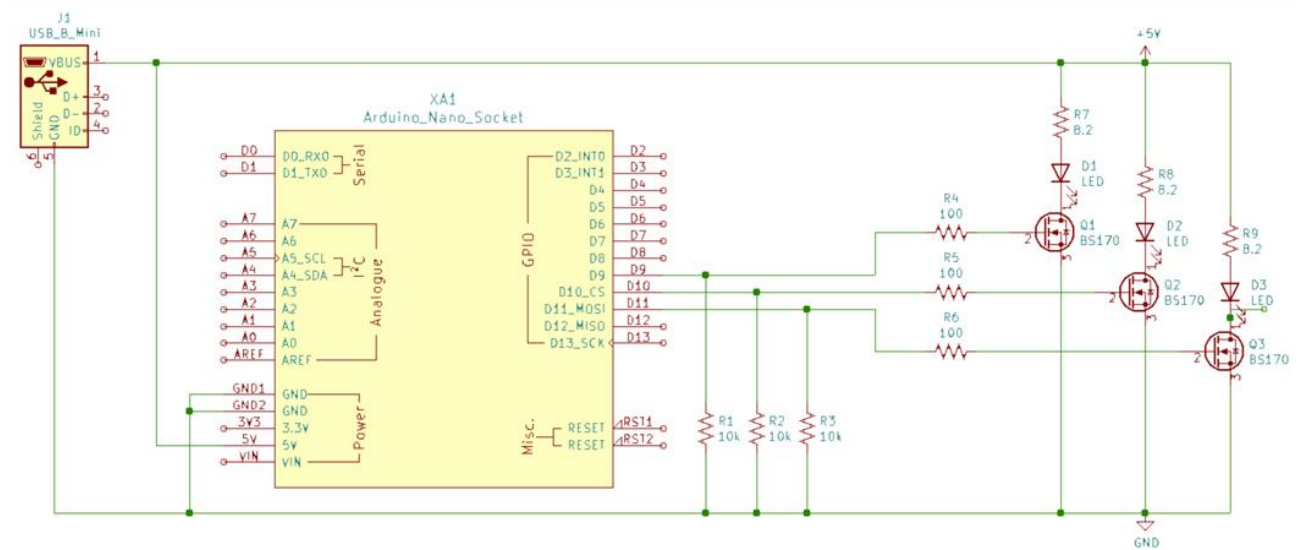 J1
USB_B_Mini
VBUS 1
D+ 3
D- 2
ID 4
Shield
GND
6
5
XA1
Arduino_Nano_Socket
D0 D0_RX0
D1 D1_TX0
Serial
A7 A7
A6 A6
A5 A5_SCL
A4 A4_SDA
I²C
A3 A3
A2 A2
A1 A1
A0 A0
AREF AREF
Analogue
GND1 GND
GND2 GND
3V3 3.3V
5V 5V
VIN VIN
Power
D2_INT0 D2
D3_INT1 D3
D4 D4
D5 D5
D6 D6
D7 D7
D8 D8
D9 D9
D10_CS D10
D11_MOSI D11
D12_MISO D12
D13_SCK D13
GPIO
RESET RST1
RESET RST2
Misc.
R1
10k
R2
10k
R3
10k
R4
100
R5
100
R6
100
+5V
R7
8.2
D1
LED
1
Q1
BS170
2
3
R8
8.2
D2
LED
1
Q2
BS170
2
3
R9
8.2
D3
LED
1
Q3
BS170
2
3
GND